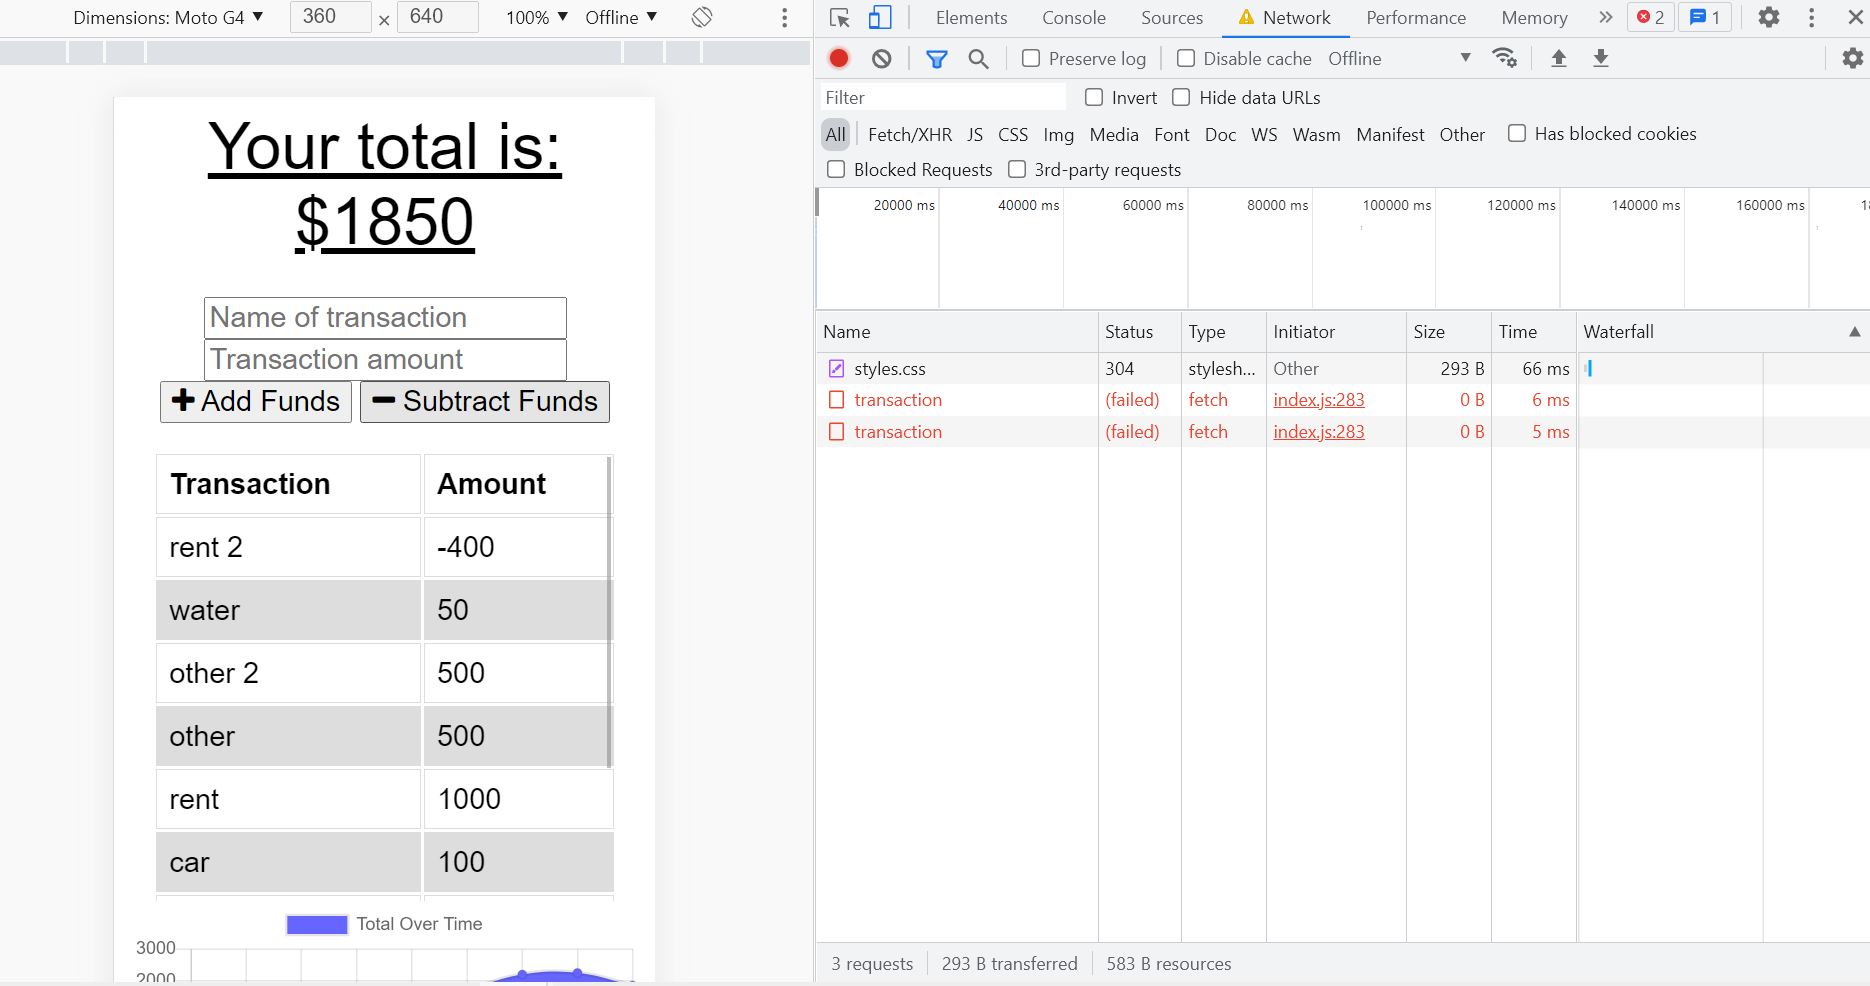 Dimensions: Moto G4 ▼ 360 × 640 100% ▼ Offline ▼
Your total is:
$1850
Name of transaction
Transaction amount
Add Funds Subtract Funds
Transaction Amount
rent 2 -400
water 50
other 2 500
other 500
rent 1000
car 100
Total Over Time
3000
2000
Elements Console Sources Network Performance Memory » 2 1
Preserve log Disable cache Offline ▼
Filter Invert Hide data URLs
All Fetch/XHR JS CSS Img Media Font Doc WS Wasm Manifest Other Has blocked cookies
Blocked Requests 3rd-party requests
20000 ms 40000 ms 60000 ms 80000 ms 100000 ms 120000 ms 140000 ms 160000 ms
Name Status Type Initiator Size Time Waterfall ▲
styles.css 304 stylesh... Other 293 B 66 ms
transaction (failed) fetch index.js:283 0 B 6 ms
transaction (failed) fetch index.js:283 0 B 5 ms
3 requests 293 B transferred 583 B resources